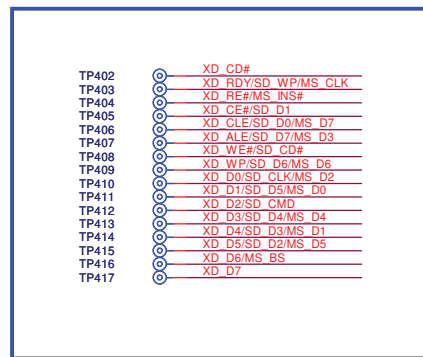 TP402 XD_CD#
TP403 XD_RDY/SD_WP/MS_CLK
TP404 XD_RE#/MS_INS#
TP405 XD_CE#/SD_D1
TP406 XD_CLE/SD_D0/MS_D7
TP407 XD_ALE/SD_D7/MS_D3
TP408 XD_WE#/SD_CD#
TP409 XD_WP/SD_D6/MS_D6
TP410 XD_D0/SD_CLK/MS_D2
TP411 XD_D1/SD_D5/MS_D0
TP412 XD_D2/SD_CMD
TP413 XD_D3/SD_D4/MS_D4
TP414 XD_D4/SD_D3/MS_D1
TP415 XD_D5/SD_D2/MS_D5
TP416 XD_D6/MS_BS
TP417 XD_D7